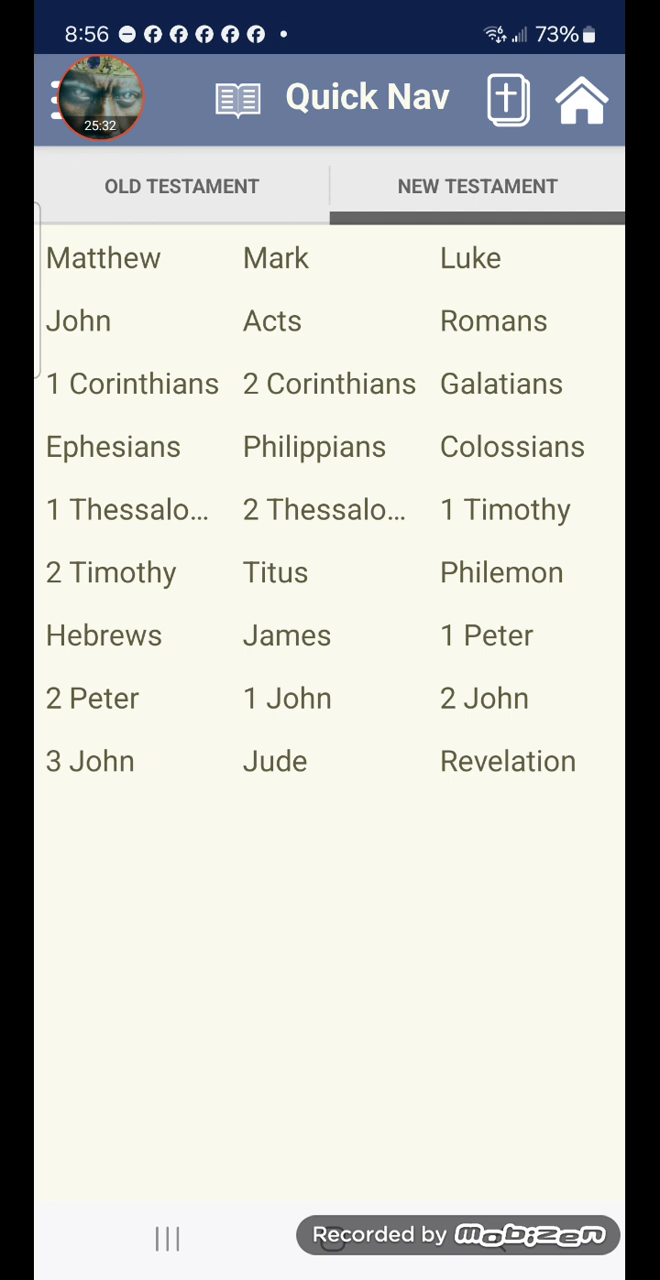 8:56 73%
25:32
Quick Nav
OLD TESTAMENT NEW TESTAMENT
Matthew Mark Luke
John Acts Romans
1 Corinthians 2 Corinthians Galatians
Ephesians Philippians Colossians
1 Thessalo... 2 Thessalo... 1 Timothy
2 Timothy Titus Philemon
Hebrews James 1 Peter
2 Peter 1 John 2 John
3 John Jude Revelation
Recorded by mobizen